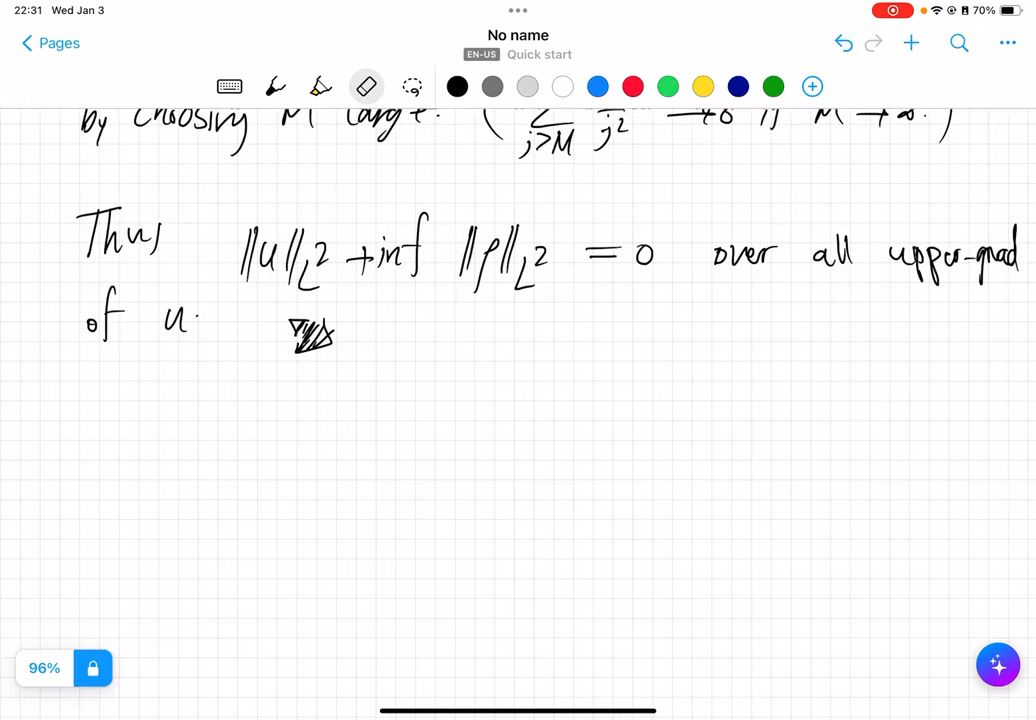 22:31 Wed Jan 3
70%
Pages
No name
EN-US Quick start
by choosing M large. ( ∑_{j>M} 1/j² → 0 is M → ∞. )
Thus ||u||_{L²} + inf ||ρ||_{L²} = 0 over all upper-grad
of u.
96%